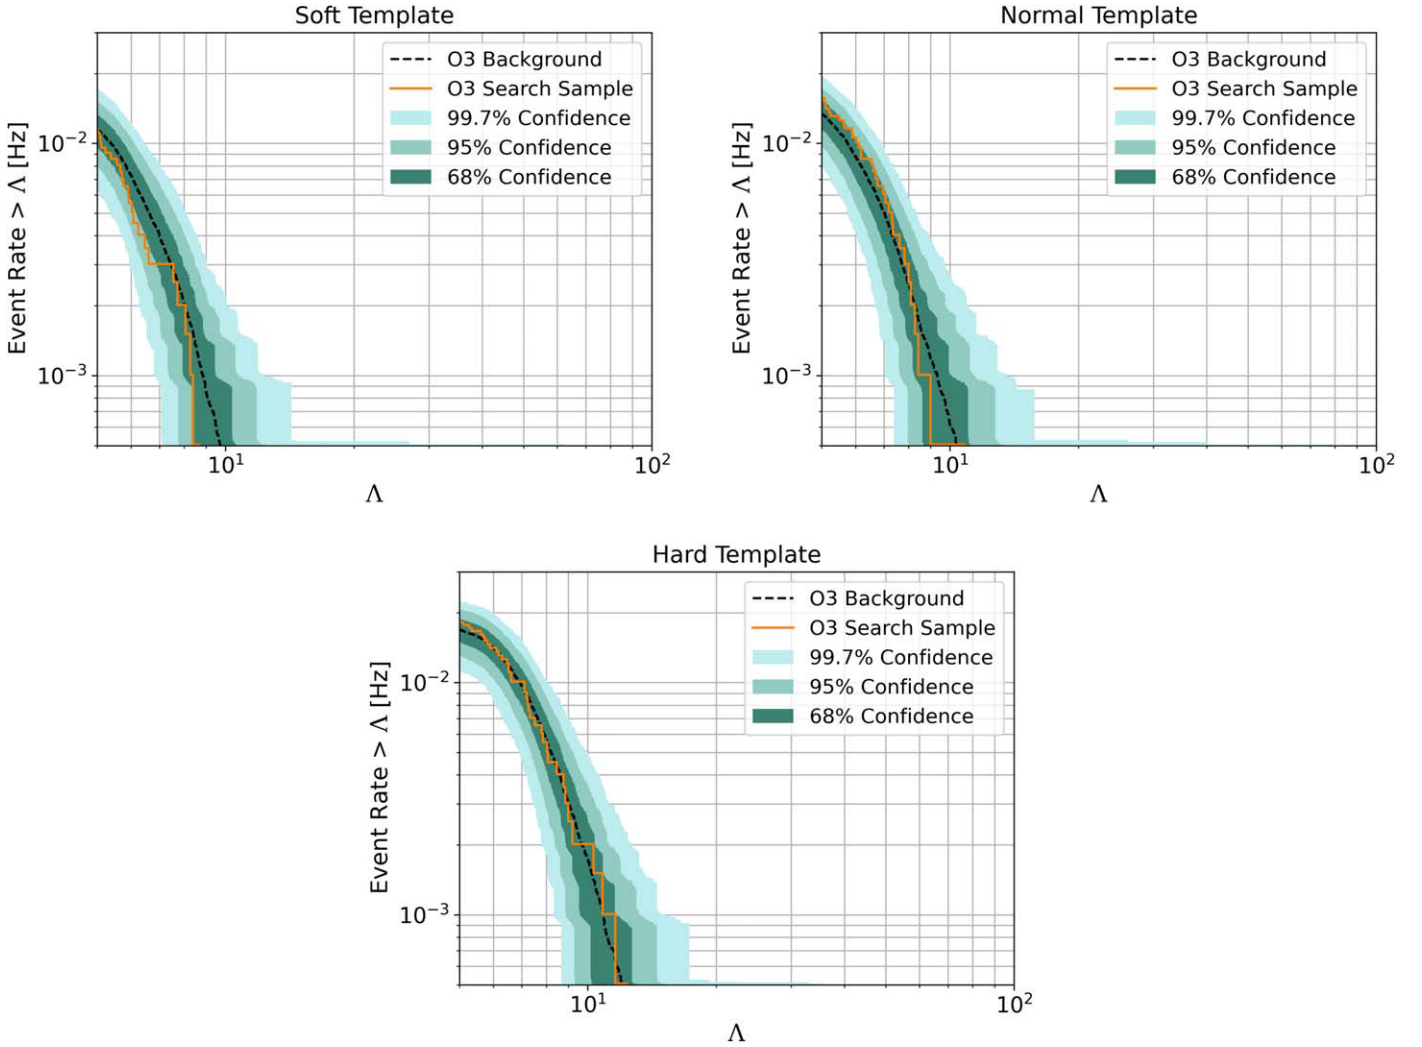 Soft Template
Event Rate > Λ [Hz]
10⁻²
10⁻³
O3 Background
O3 Search Sample
99.7% Confidence
95% Confidence
68% Confidence
10¹
10²
Λ
Normal Template
Event Rate > Λ [Hz]
10⁻²
10⁻³
O3 Background
O3 Search Sample
99.7% Confidence
95% Confidence
68% Confidence
10¹
10²
Λ
Hard Template
Event Rate > Λ [Hz]
10⁻²
10⁻³
O3 Background
O3 Search Sample
99.7% Confidence
95% Confidence
68% Confidence
10¹
10²
Λ